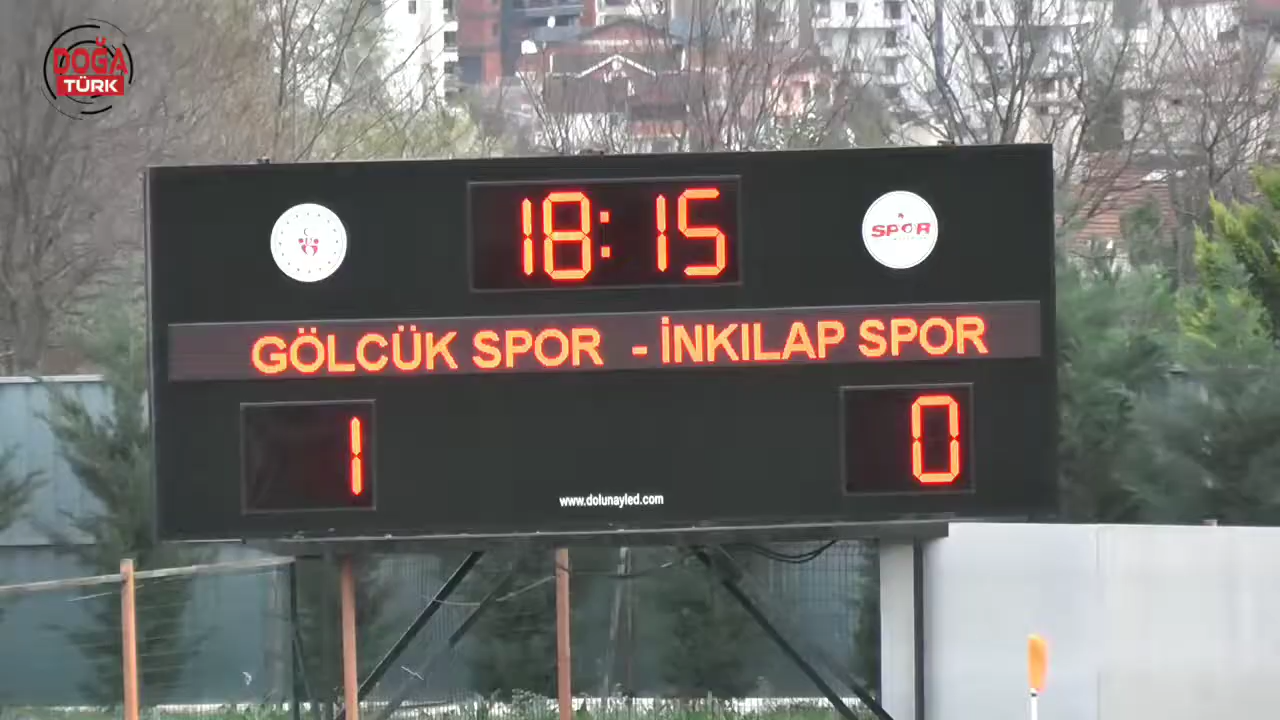 DOĞA
TÜRK
18:15
SPOR
GÖLCÜK SPOR - İNKILAP SPOR
1 0
www.dolunayled.com